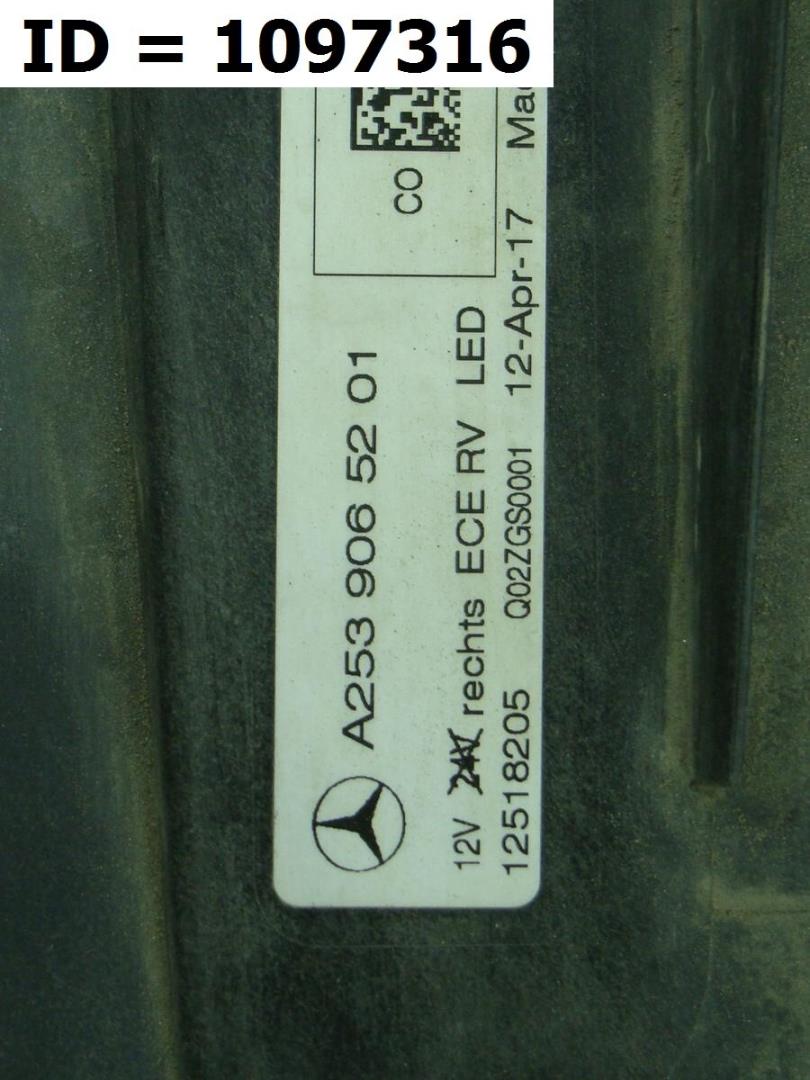 ID = 1097316
CO
A253 906 52 01
12V 24V rechts ECE RV LED
12518205 Q02ZGS0001 12-Apr-17